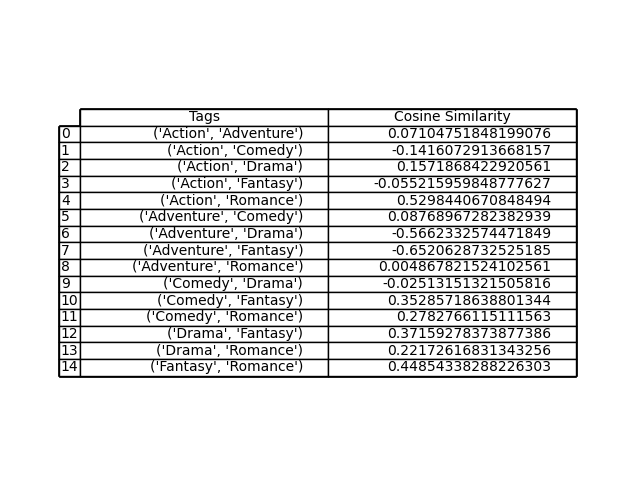 Tags Cosine Similarity
0 ('Action', 'Adventure') 0.07104751848199076
1 ('Action', 'Comedy') -0.1416072913668157
2 ('Action', 'Drama') 0.1571868422920561
3 ('Action', 'Fantasy') -0.055215959848777627
4 ('Action', 'Romance') 0.5298440670848494
5 ('Adventure', 'Comedy') 0.08768967282382939
6 ('Adventure', 'Drama') -0.5662332574471849
7 ('Adventure', 'Fantasy') -0.6520628732525185
8 ('Adventure', 'Romance') 0.004867821524102561
9 ('Comedy', 'Drama') -0.02513151321505816
10 ('Comedy', 'Fantasy') 0.35285718638801344
11 ('Comedy', 'Romance') 0.2782766115111563
12 ('Drama', 'Fantasy') 0.37159278373877386
13 ('Drama', 'Romance') 0.22172616831343256
14 ('Fantasy', 'Romance') 0.44854338288226303